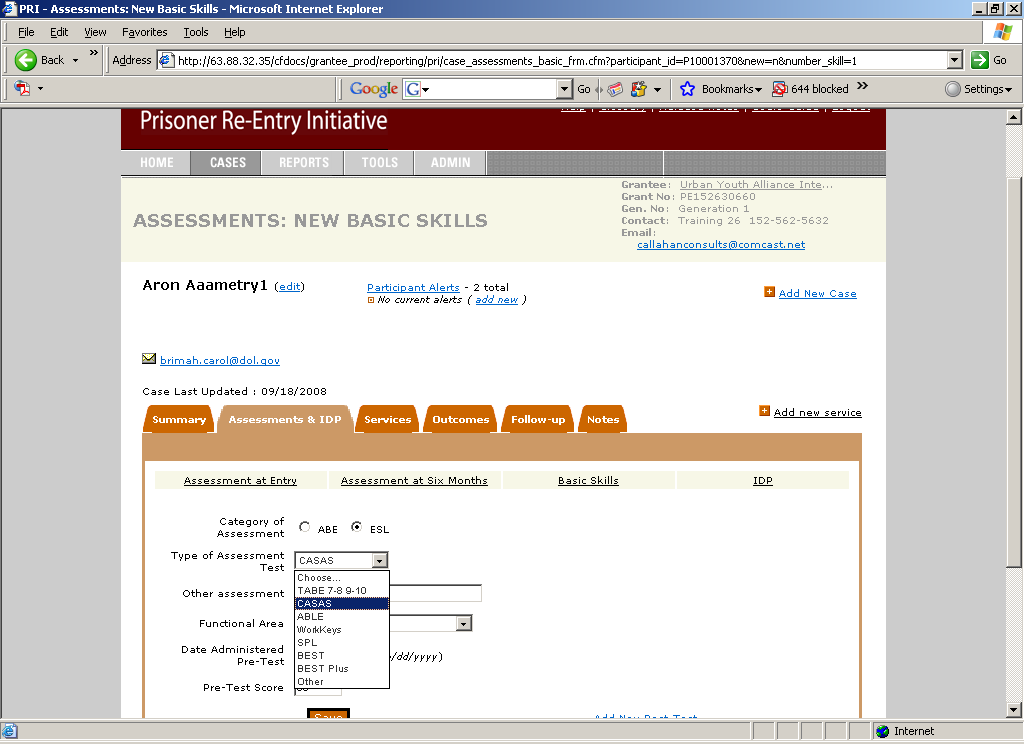 PRI - Assessments: New Basic Skills - Microsoft Internet Explorer
File Edit View Favorites Tools Help
Back » Address http://63.88.32.35/cfdocs/grantee_prod/reporting/pri/case_assessments_basic_frm.cfm?participant_id=P10001370&new=n&number_skill=1 Go
Google G Go Bookmarks 644 blocked » Settings
Prisoner Re-Entry Initiative
HOME CASES REPORTS TOOLS ADMIN
Grantee: Urban Youth Alliance Inte...
Grant No: PE152630660
Gen. No: Generation 1
ASSESSMENTS: NEW BASIC SKILLS
Contact: Training 26 152-562-5632
Email:
callahanconsults@comcast.net
Aron Aaametry1 (edit)
Participant Alerts - 2 total
No current alerts ( add new )
Add New Case
brimah.carol@dol.gov
Case Last Updated : 09/18/2008
Add new service
Summary Assessments & IDP Services Outcomes Follow-up Notes
Assessment at Entry Assessment at Six Months Basic Skills IDP
Category of Assessment ABE ESL
Type of Assessment Test CASAS
Choose...
TABE 7-8 9-10
CASAS
ABLE
WorkKeys
SPL
BEST
BEST Plus
Other
Other assessment
Functional Area
Date Administered Pre-Test /dd/yyyy)
Pre-Test Score
Save
Add New Post Test
Internet